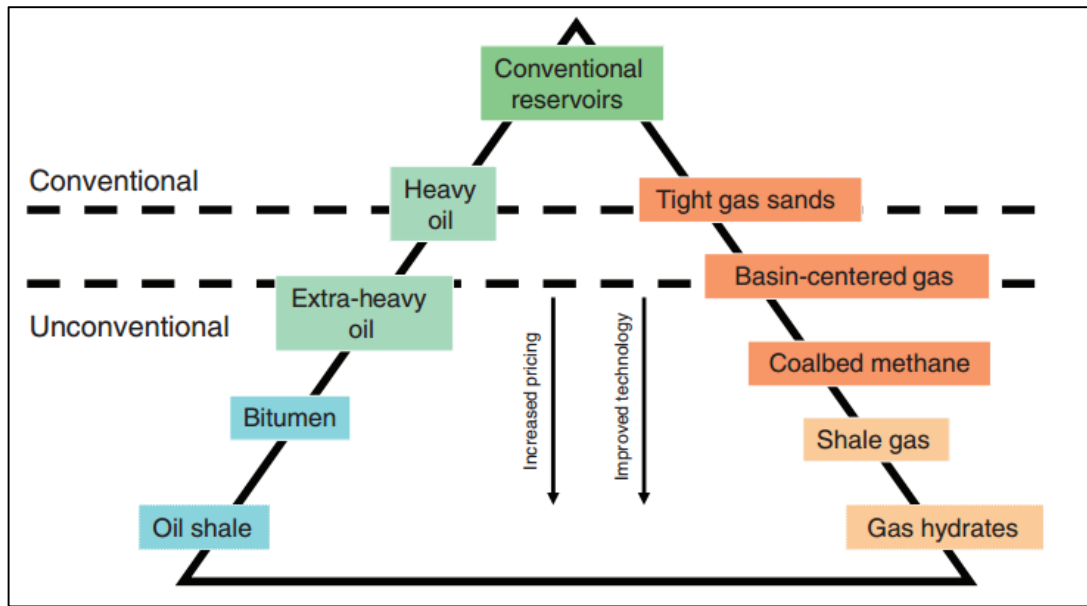 Conventional
reservoirs
Conventional
Heavy
oil
Tight gas sands
Basin-centered gas
Extra-heavy
oil
Unconventional
Increased pricing
Improved technology
Coalbed methane
Bitumen
Shale gas
Oil shale
Gas hydrates